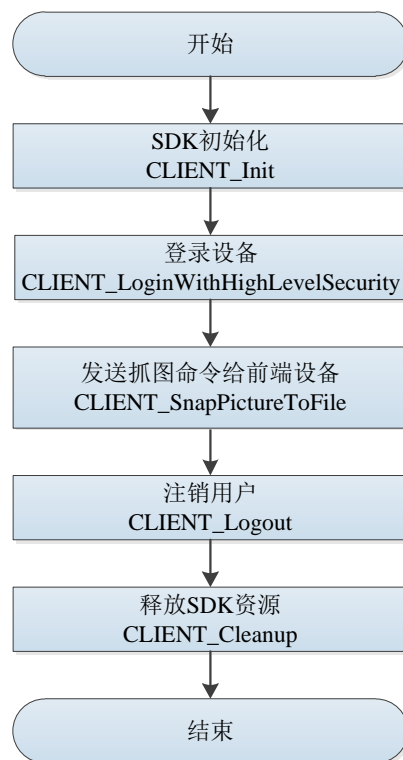 开始
SDK初始化
CLIENT_Init
登录设备
CLIENT_LoginWithHighLevelSecurity
发送抓图命令给前端设备
CLIENT_SnapPictureToFile
注销用户
CLIENT_Logout
释放SDK资源
CLIENT_Cleanup
结束